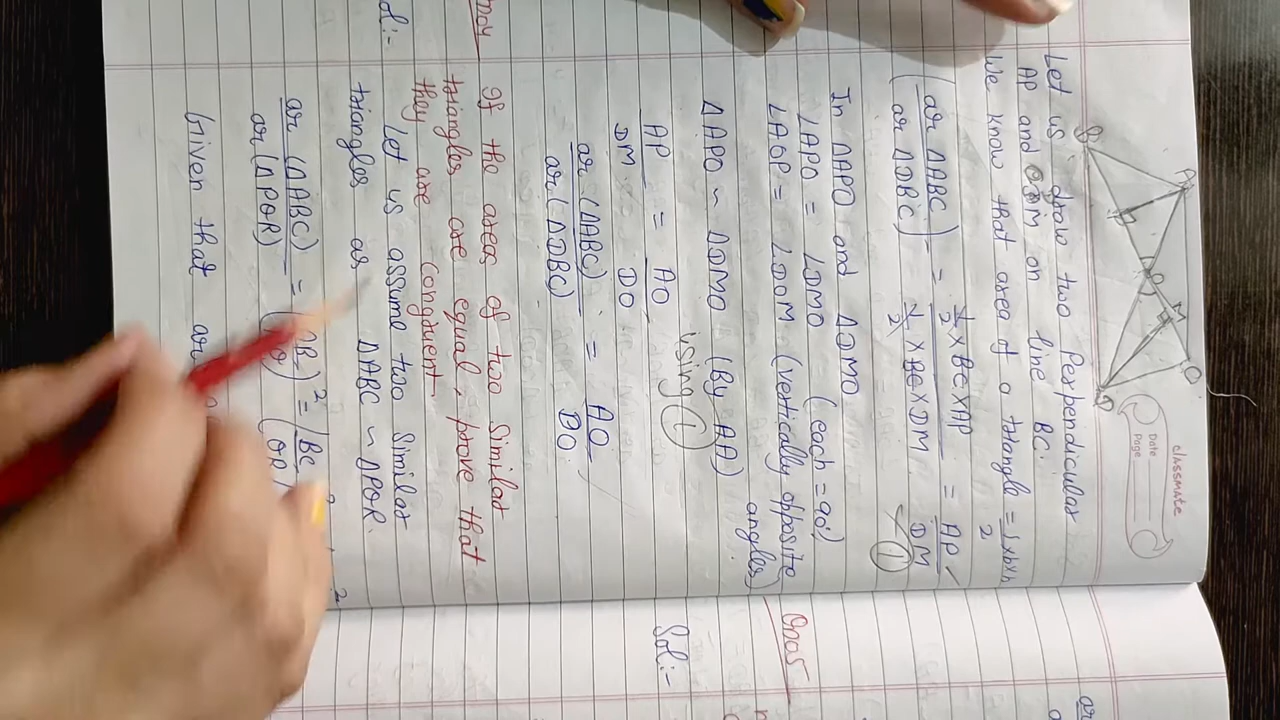 classmate
Date
Page
A
B
O
M
C
D
Let us draw two Perpendicular
AP and DM on line BC.
We know that area of a triangle = 1/2 x b x h
ar ΔABC / ar ΔDBC = 1/2 × BC × AP / 1/2 × BC × DM = AP / DM
1
In ΔAPO and ΔDMO
∠APO = ∠DMO (each = 90°)
∠AOP = ∠DOM (vertically opposite
angles)
ΔAPO ~ ΔDMO (By AA)
AP / DM = AO / DO
using 1
ar (ΔABC) / ar (ΔDBC) = AO / DO
If the area of two similar
triangles are equal, prove that
they are congruent.
Let us assume two similar
triangles as ΔABC ~ ΔPQR
ar (ΔABC) / ar (ΔPQR) =
Given that
Sol:-